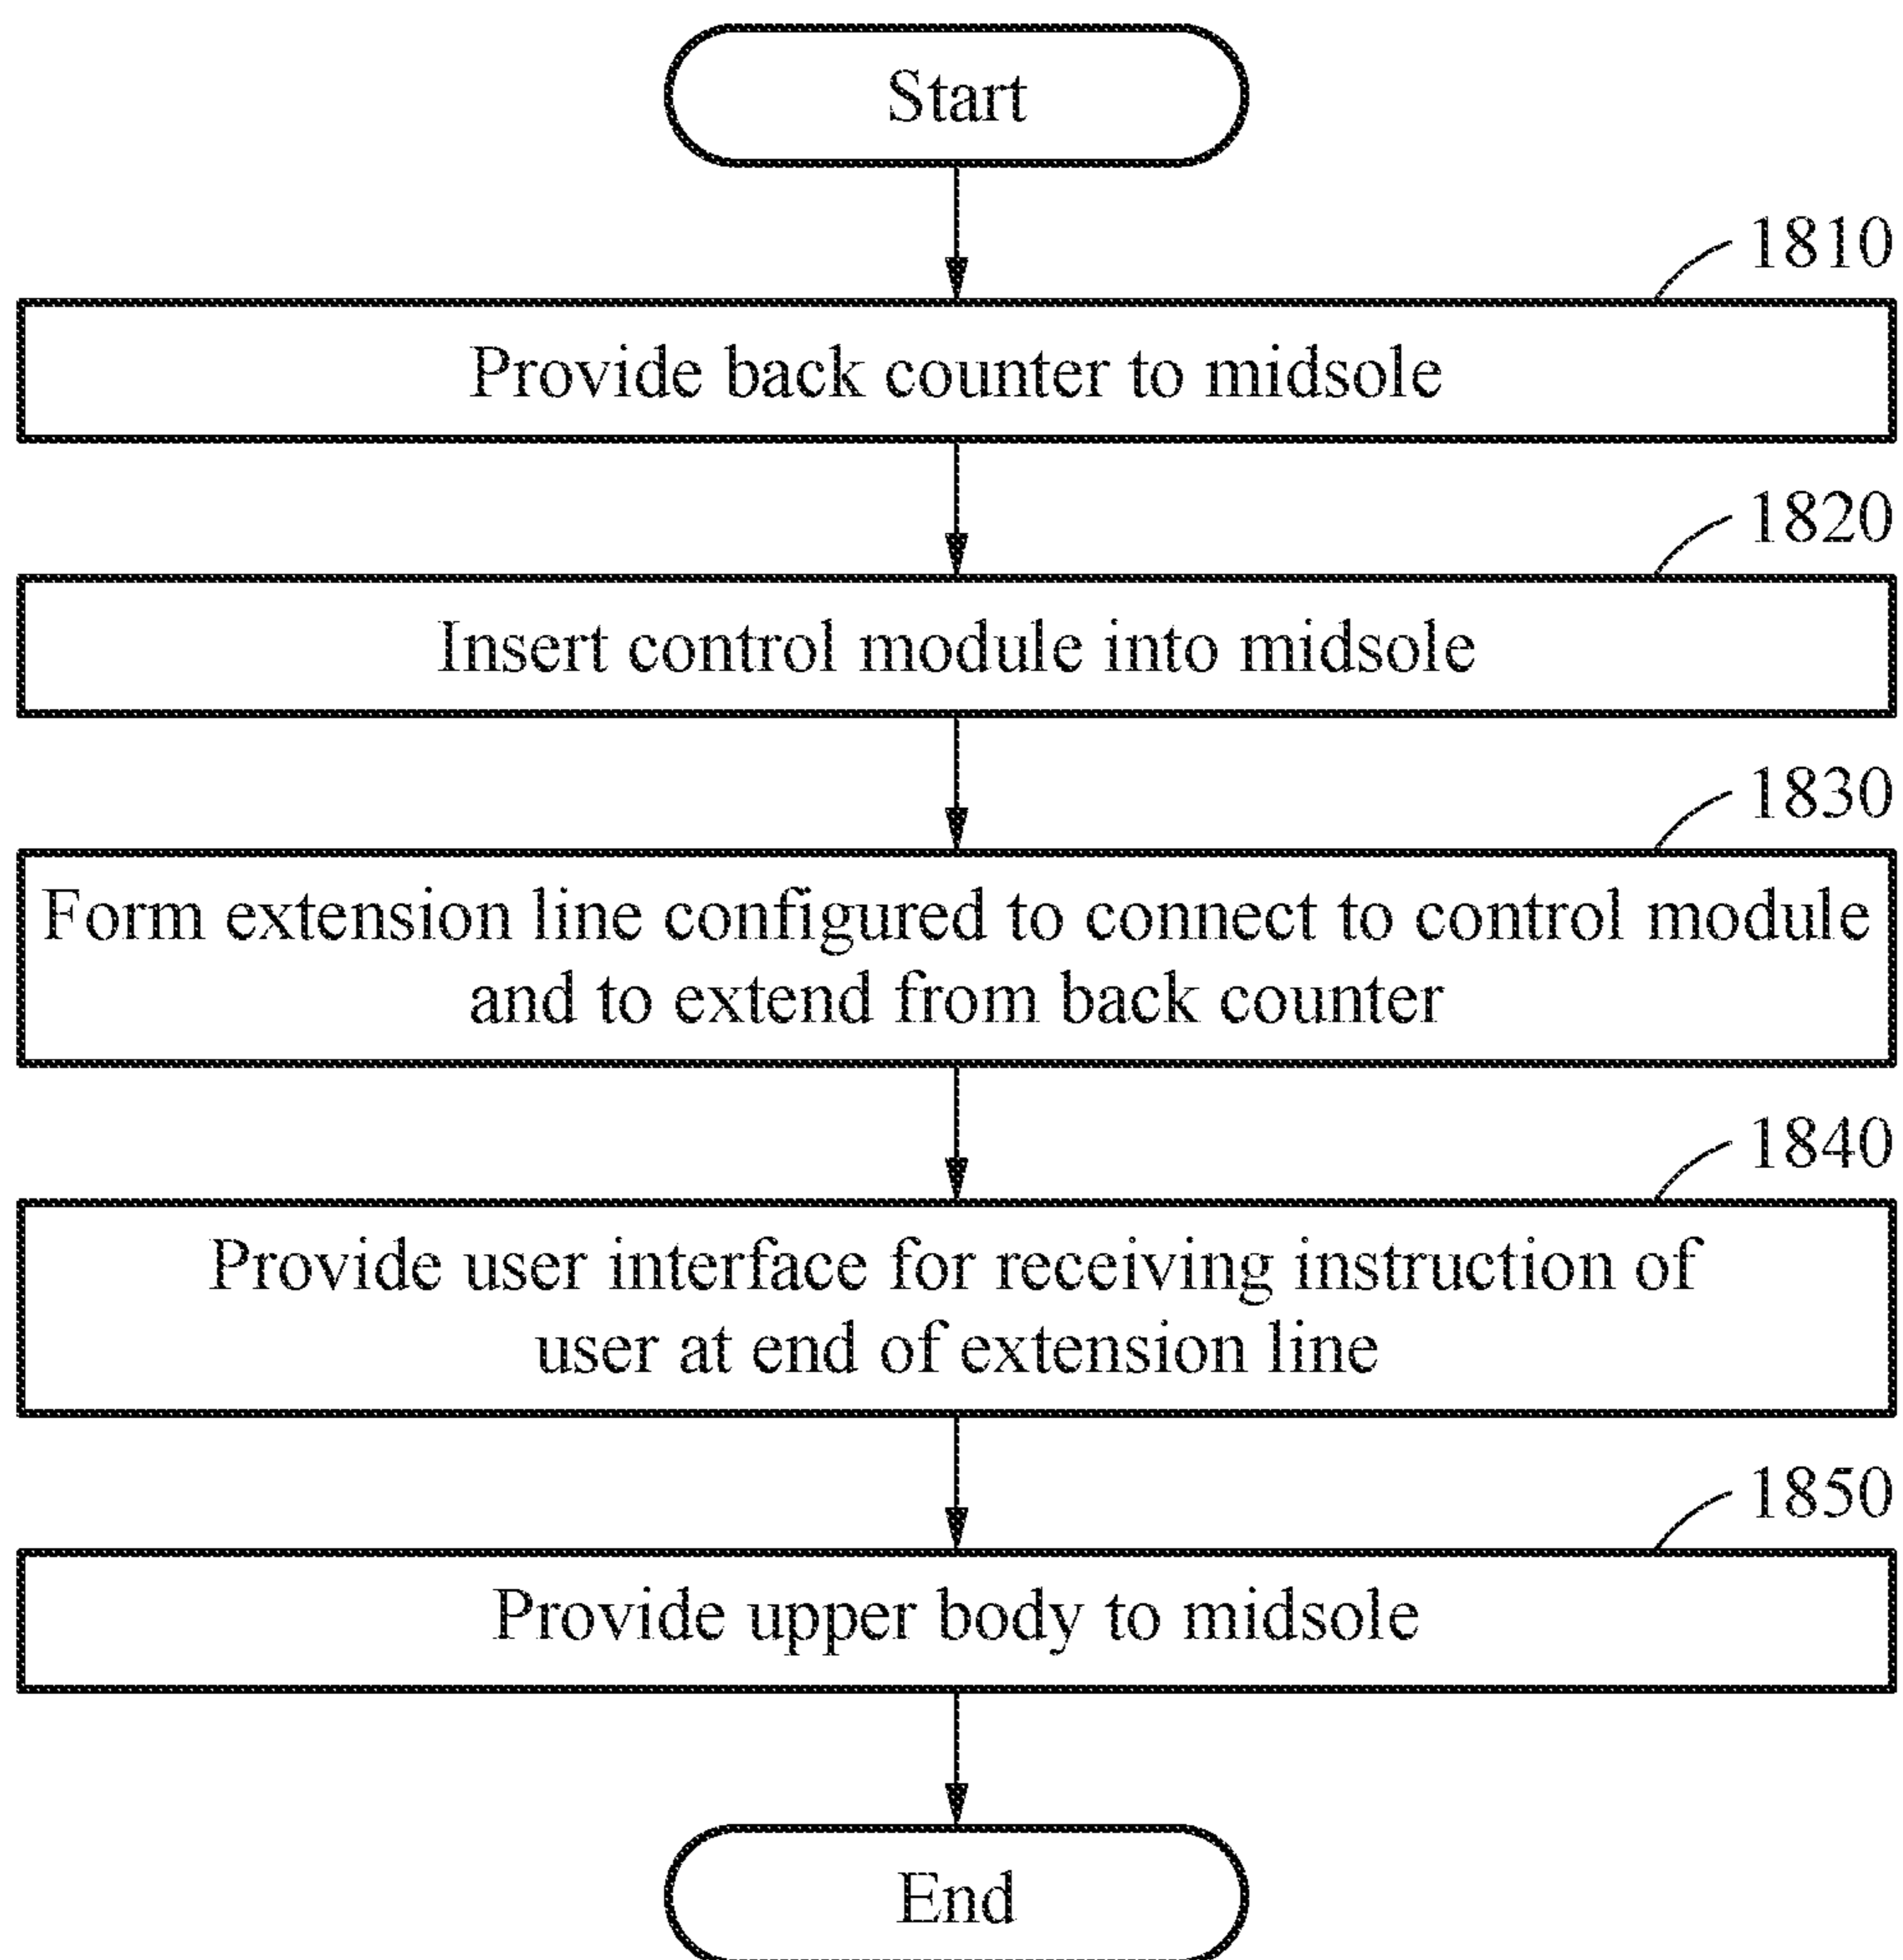 Start
1810
Provide back counter to midsole
1820
Insert control module into midsole
1830
Form extension line configured to connect to control module
and to extend from back counter
1840
Provide user interface for receiving instruction of
user at end of extension line
1850
Provide upper body to midsole
End